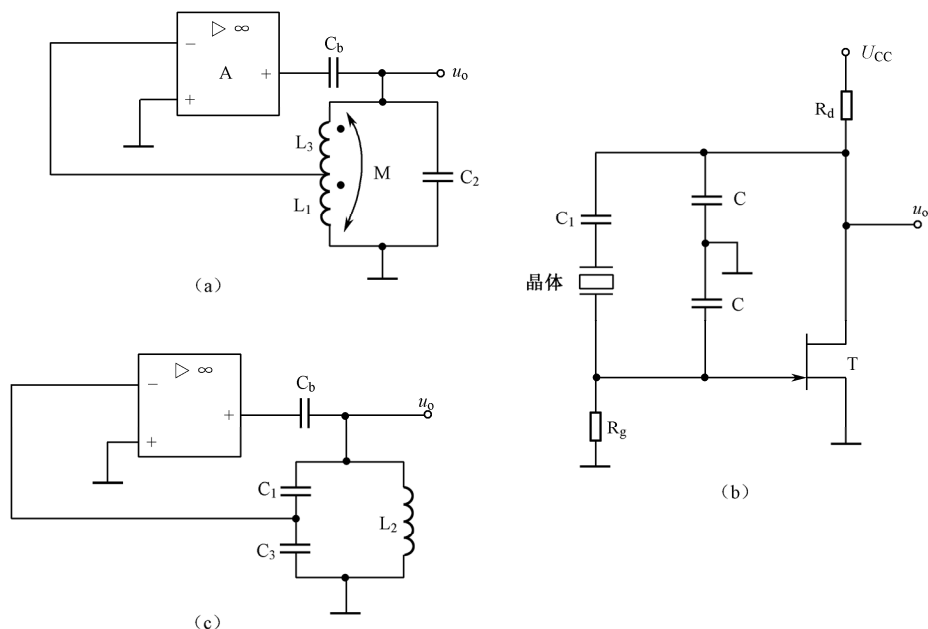 ▷ ∞
−
A
+
+
C_b
u_o
L_3
M
C_2
L_1
(a)
U_CC
R_d
C
C_1
u_o
晶体
C
T
R_g
(b)
▷ ∞
−
+
+
C_b
u_o
C_1
L_2
C_3
(c)